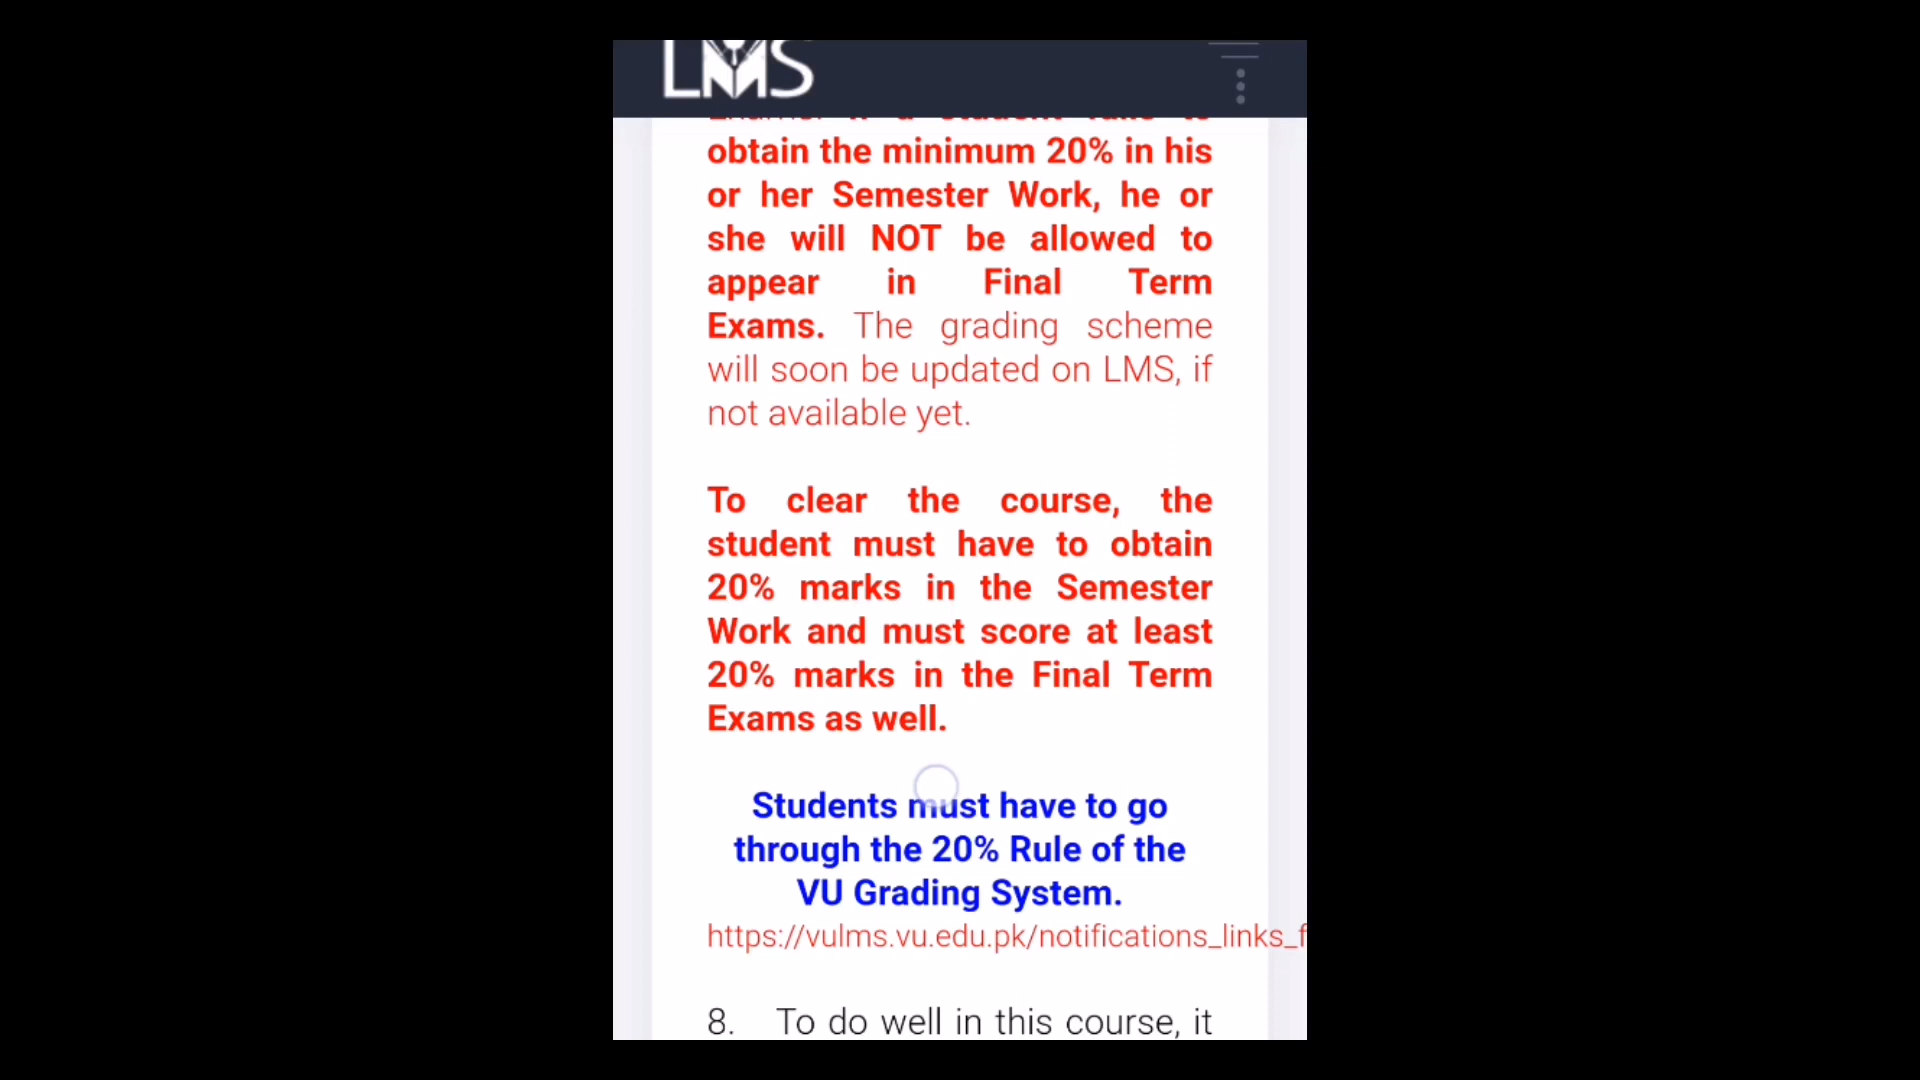 LMS
obtain the minimum 20% in his
or her Semester Work, he or
she will NOT be allowed to
appear in Final Term
Exams. The grading scheme
will soon be updated on LMS, if
not available yet.
To clear the course, the
student must have to obtain
20% marks in the Semester
Work and must score at least
20% marks in the Final Term
Exams as well.
Students must have to go
through the 20% Rule of the
VU Grading System.
https://vulms.vu.edu.pk/notifications_links_f
8. To do well in this course, it